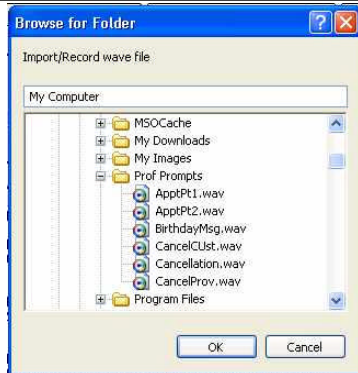 Browse for Folder
Import/Record wave file
My Computer
MSOCache
My Downloads
My Images
Prof Prompts
ApptPt1.wav
ApptPt2.wav
BirthdayMsg.wav
CancelCUst.wav
Cancellation.wav
CancelProv.wav
Program Files
OK Cancel